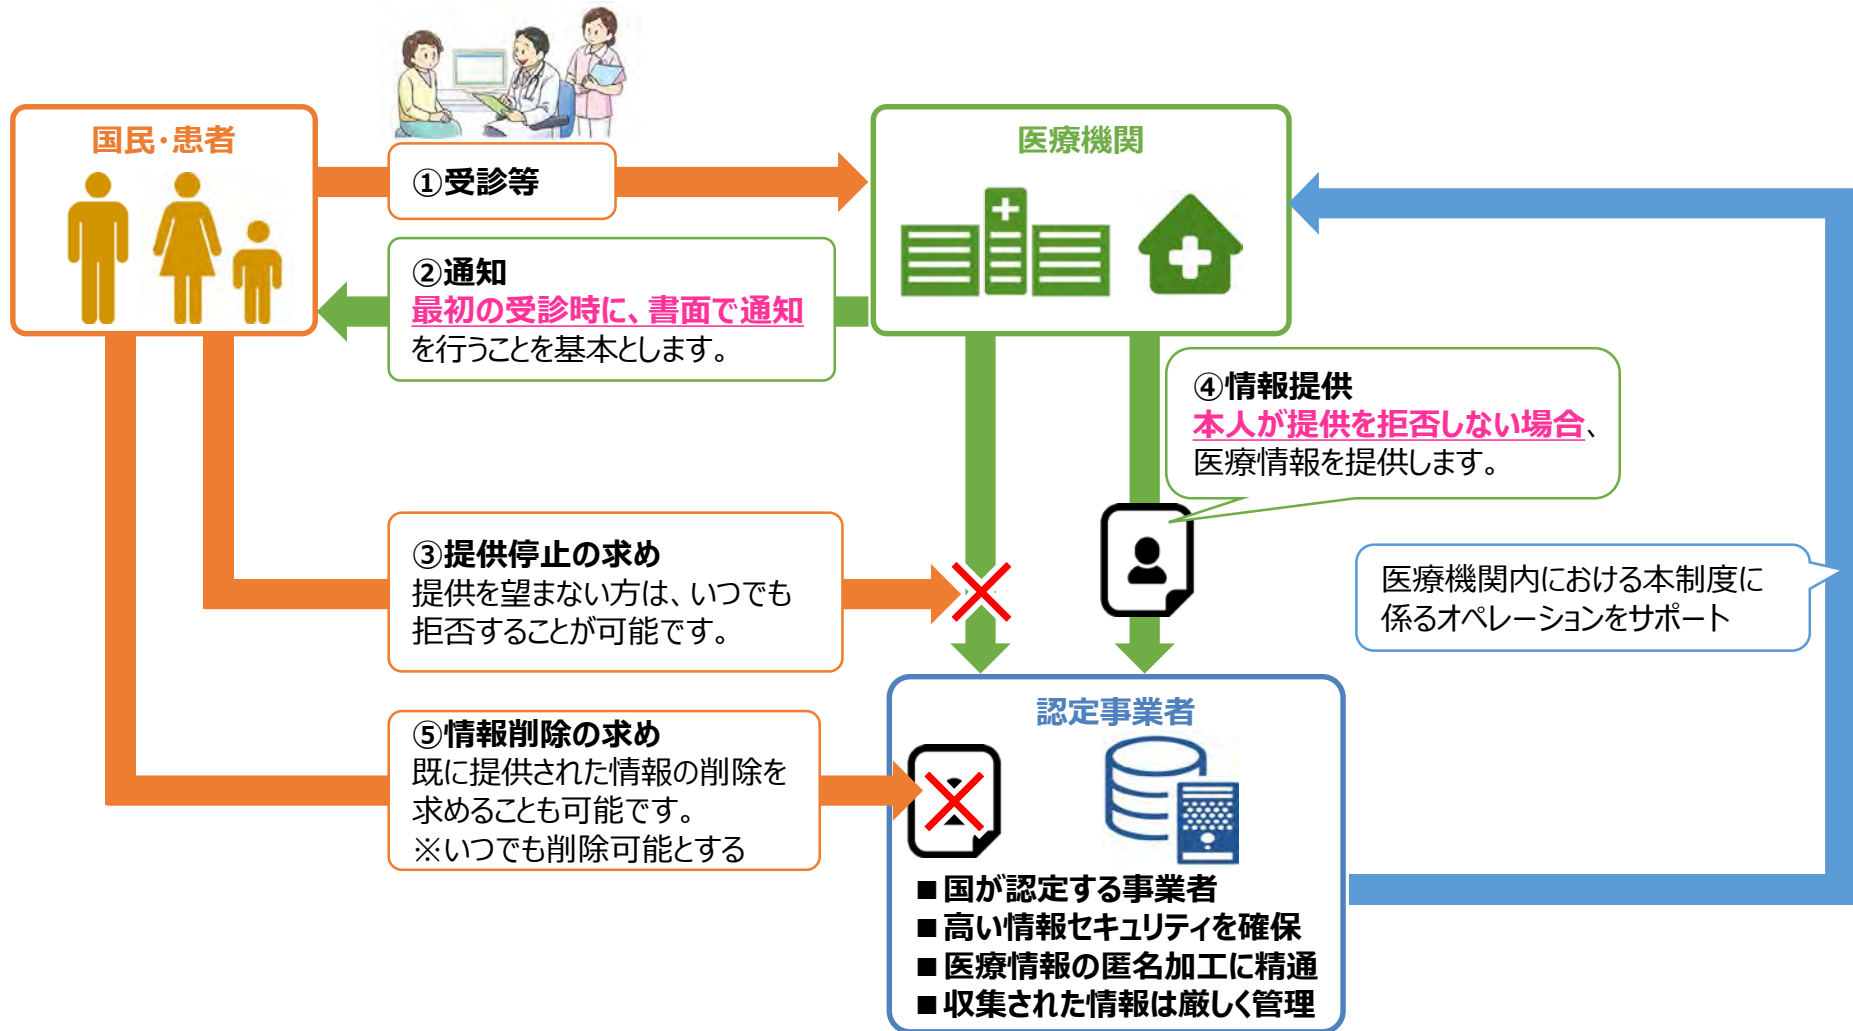 国民・患者
①受診等
医療機関
②通知
最初の受診時に、書面で通知
を行うことを基本とします。
④情報提供
本人が提供を拒否しない場合、
医療情報を提供します。
③提供停止の求め
提供を望まない方は、いつでも
拒否することが可能です。
医療機関内における本制度に
係るオペレーションをサポート
⑤情報削除の求め
既に提供された情報の削除を
求めることも可能です。
※いつでも削除可能とする
認定事業者
■国が認定する事業者
■高い情報セキュリティを確保
■医療情報の匿名加工に精通
■収集された情報は厳しく管理